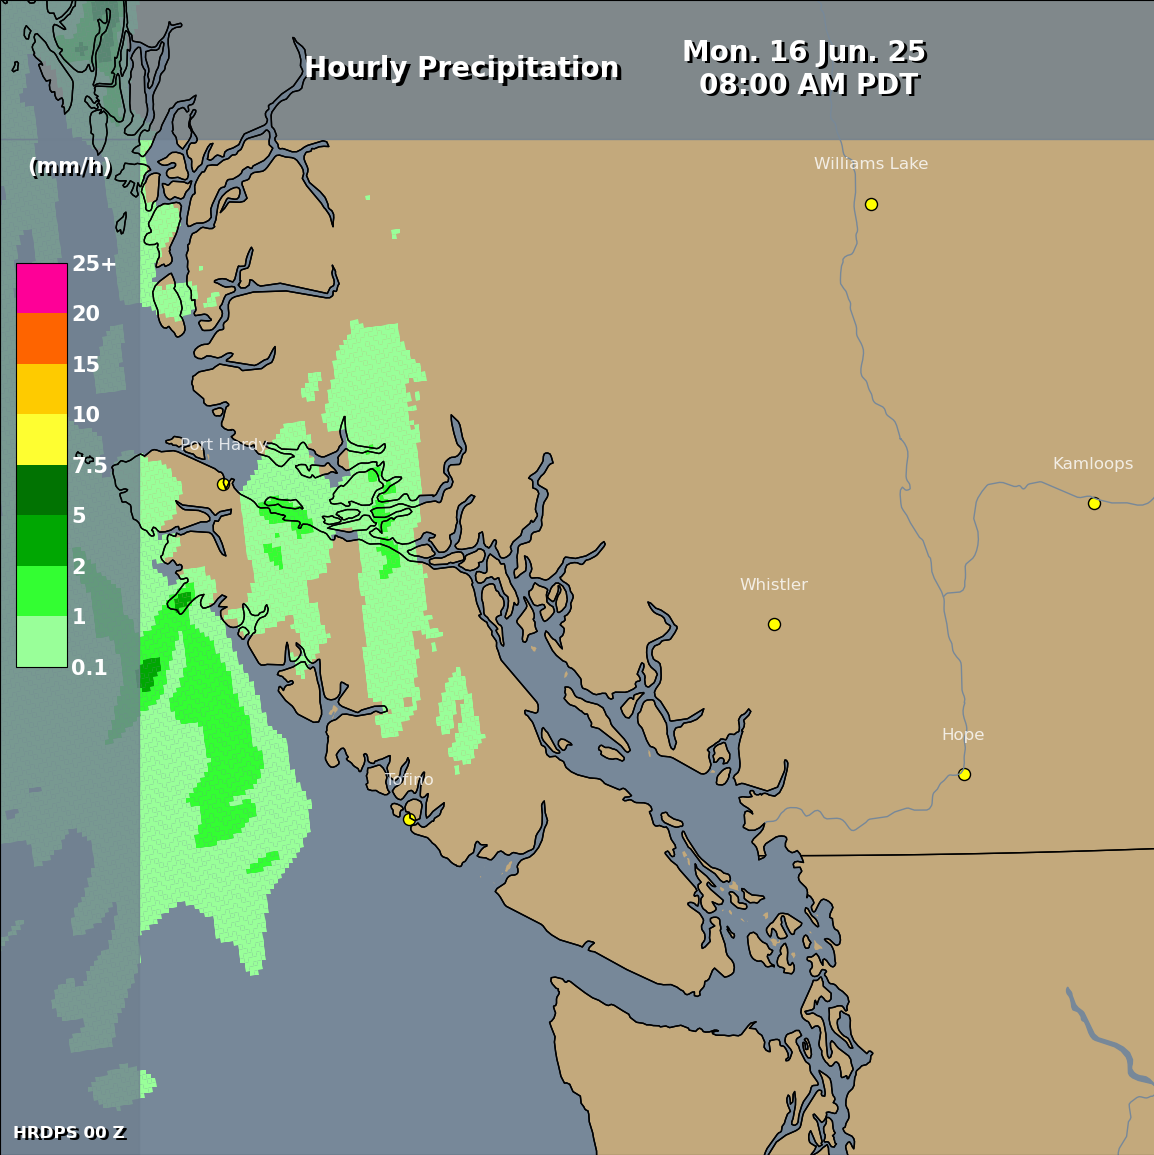 Hourly Precipitation
Mon. 16 Jun. 25
08:00 AM PDT
(mm/h)
Williams Lake
25+
20
15
10
7.5
5
2
1
0.1
Port Hardy
Kamloops
Whistler
Hope
Tofino
HRDPS 00 Z